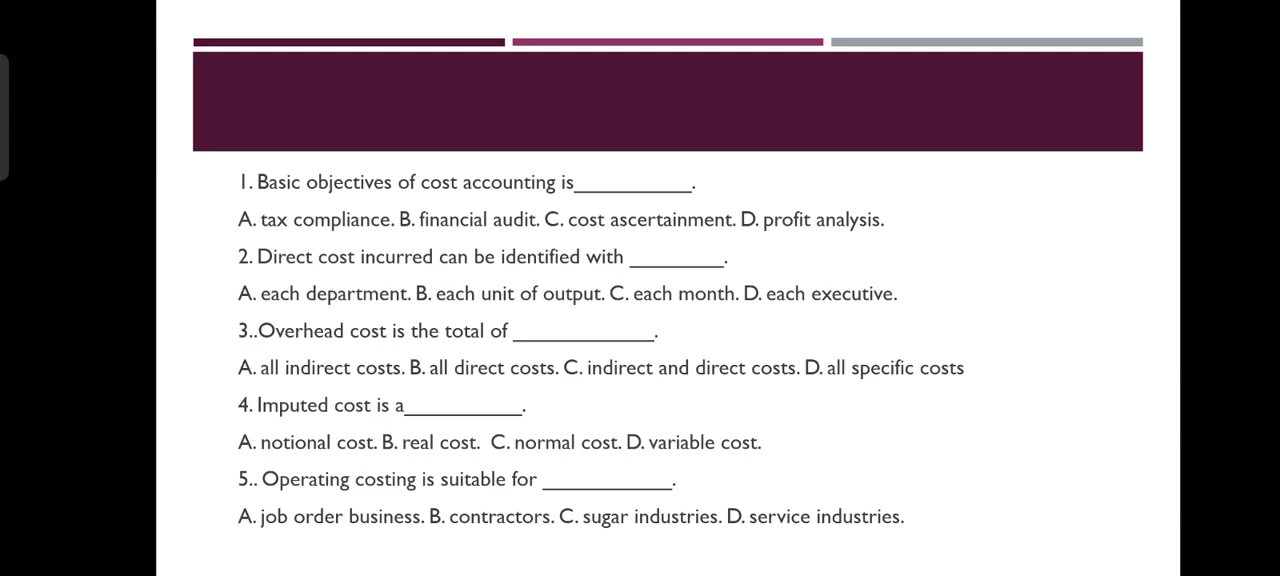 1. Basic objectives of cost accounting is___________.
A. tax compliance. B. financial audit. C. cost ascertainment. D. profit analysis.
2. Direct cost incurred can be identified with _________.
A. each department. B. each unit of output. C. each month. D. each executive.
3..Overhead cost is the total of _____________.
A. all indirect costs. B. all direct costs. C. indirect and direct costs. D. all specific costs
4. Imputed cost is a___________.
A. notional cost. B. real cost.  C. normal cost. D. variable cost.
5.. Operating costing is suitable for ____________.
A. job order business. B. contractors. C. sugar industries. D. service industries.